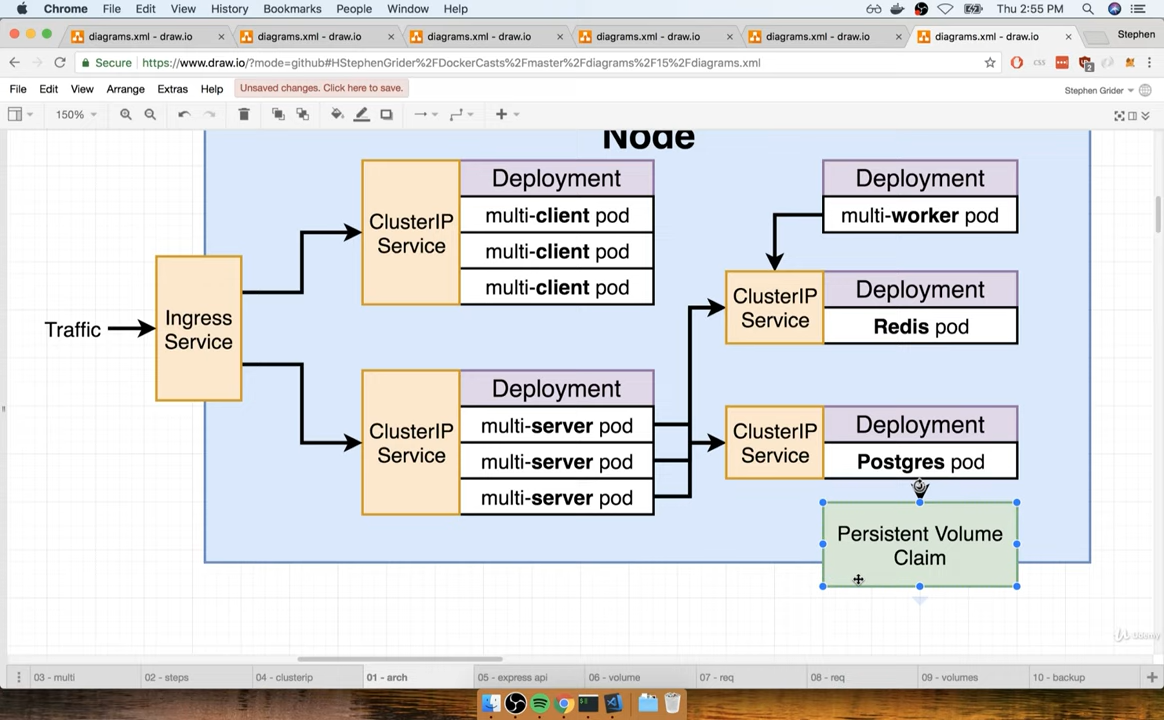 Chrome File Edit View History Bookmarks People Window Help Thu 2:55 PM
diagrams.xml - draw.io diagrams.xml - draw.io diagrams.xml - draw.io diagrams.xml - draw.io diagrams.xml - draw.io diagrams.xml - draw.io Stephen
Secure https://www.draw.io/?mode=github#HStephenGrider%2FDockerCasts%2Fmaster%2Fdiagrams%2F15%2Fdiagrams.xml css 2
File Edit View Arrange Extras Help Unsaved changes. Click here to save. Stephen Grider
150%
Node
Traffic
Ingress
Service
ClusterIP
Service
Deployment
multi-client pod
multi-client pod
multi-client pod
ClusterIP
Service
Deployment
multi-server pod
multi-server pod
multi-server pod
Deployment
multi-worker pod
ClusterIP
Service
Deployment
Redis pod
ClusterIP
Service
Deployment
Postgres pod
Persistent Volume
Claim
Udemy
03 - multi 02 - steps 04 - clusterip 01 - arch 05 - express api 06 - volume 07 - req 08 - req 09 - volumes 10 - backup